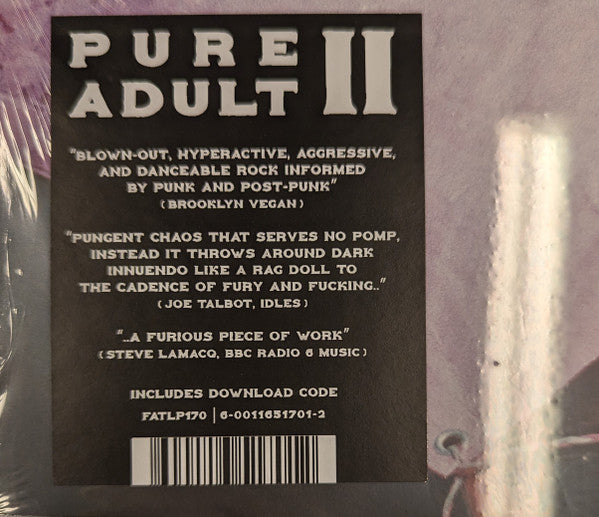 PURE
ADULT II
"BLOWN-OUT, HYPERACTIVE, AGGRESSIVE,
AND DANCEABLE ROCK INFORMED
BY PUNK AND POST-PUNK"
(BROOKLYN VEGAN)
"PUNGENT CHAOS THAT SERVES NO POMP,
INSTEAD IT THROWS AROUND DARK
INNUENDO LIKE A RAG DOLL TO
THE CADENCE OF FURY AND FUCKING.."
(JOE TALBOT, IDLES)
"..A FURIOUS PIECE OF WORK"
(STEVE LAMACQ, BBC RADIO 6 MUSIC)
INCLUDES DOWNLOAD CODE
FATLP170 | 6-0011651701-2